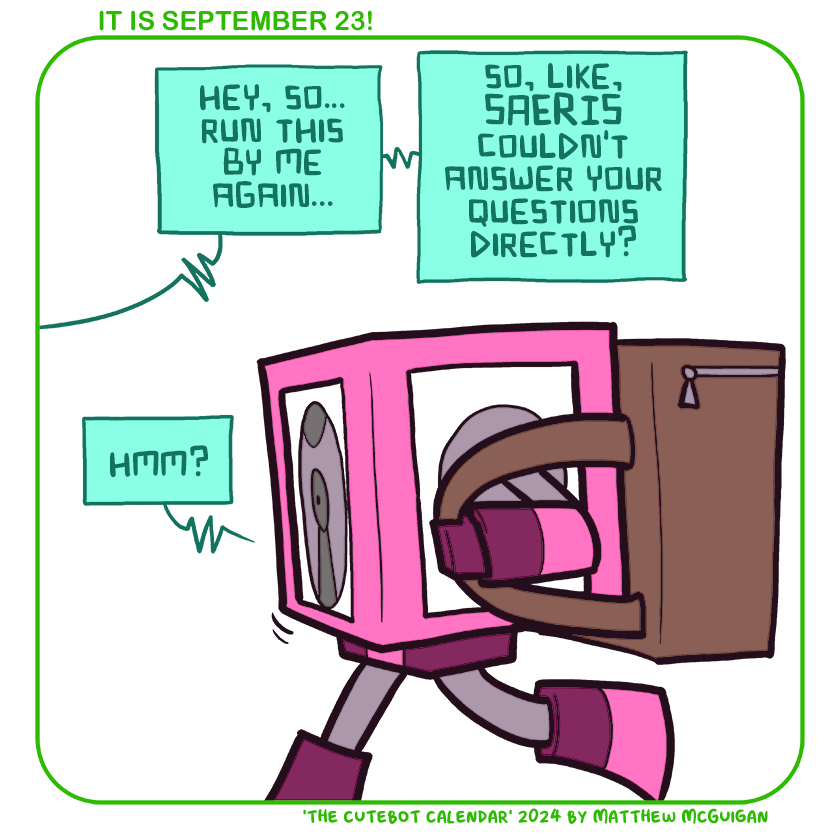 IT IS SEPTEMBER 23!
HEY, SO...
RUN THIS
BY ME
AGAIN...
SO, LIKE,
SAERIS
COULDN'T
ANSWER YOUR
QUESTIONS
DIRECTLY?
HMM?
'THE CUTEBOT CALENDAR' 2024 BY MATTHEW MCGUIGAN